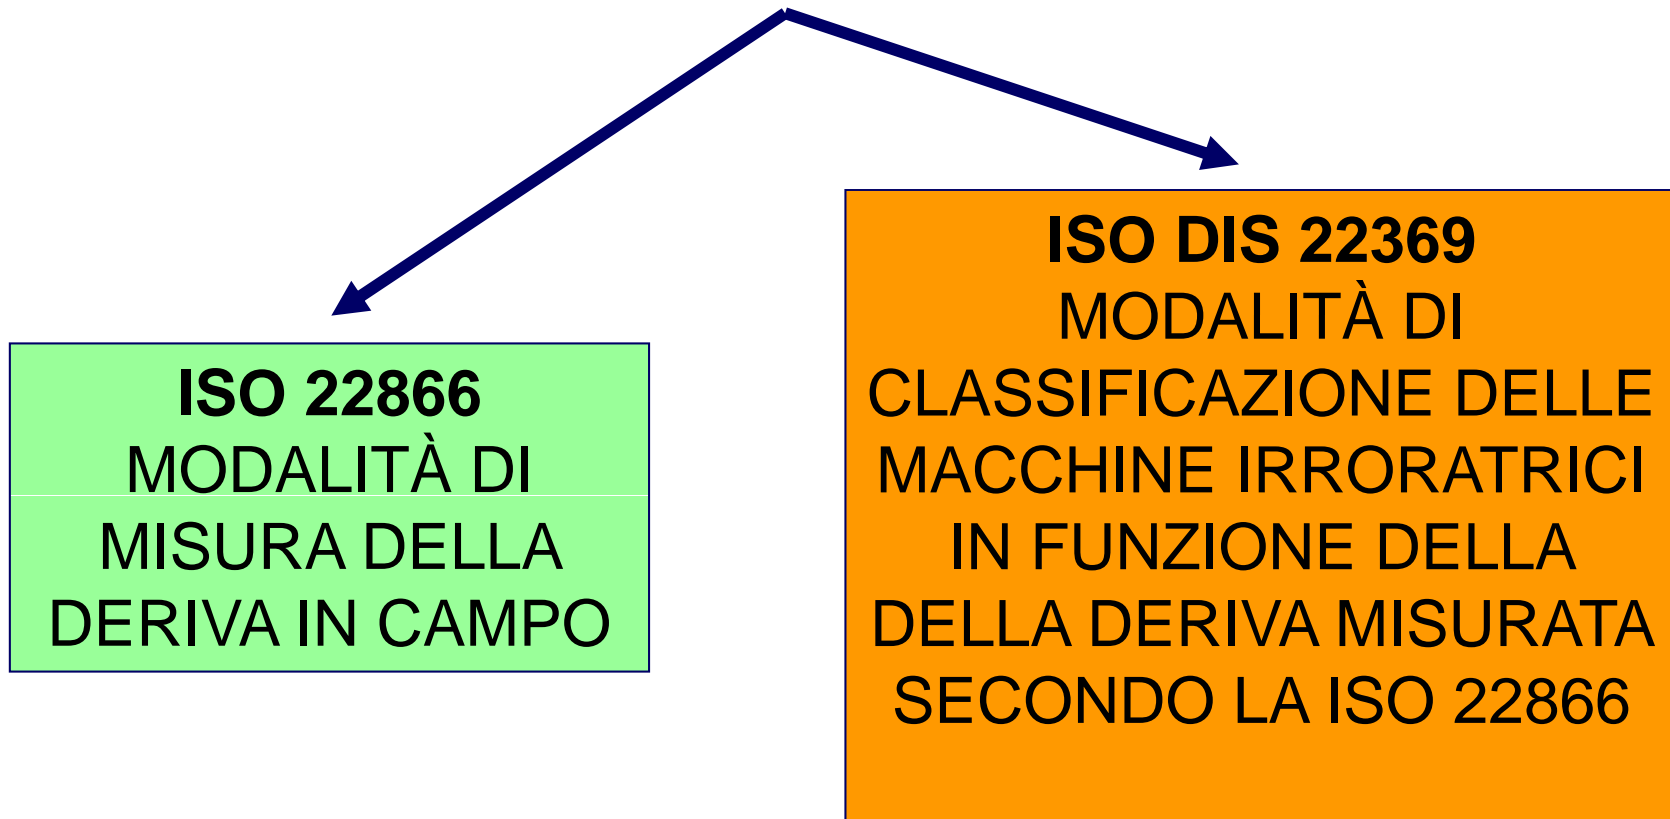 ISO 22866
MODALITÀ DI
MISURA DELLA
DERIVA IN CAMPO
ISO DIS 22369
MODALITÀ DI
CLASSIFICAZIONE DELLE
MACCHINE IRRORATRICI
IN FUNZIONE DELLA
DELLA DERIVA MISURATA
SECONDO LA ISO 22866